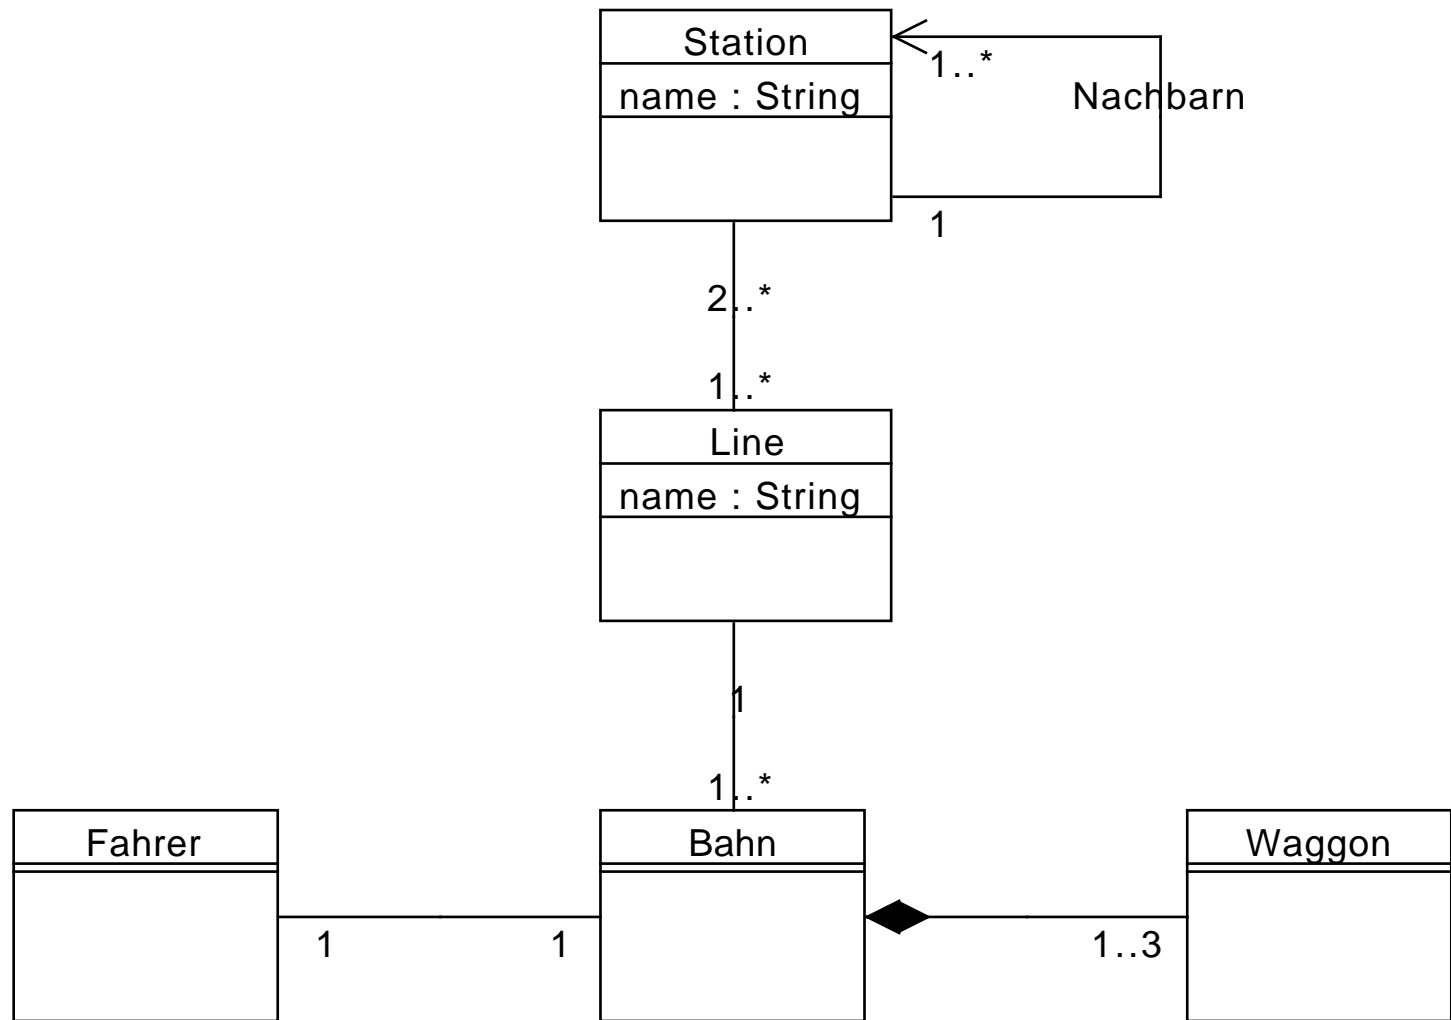 Station
name : String
1..*
Nachbarn
1
2..*
1..*
Line
name : String
1
1..*
Fahrer
Bahn
Waggon
1
1
1..3